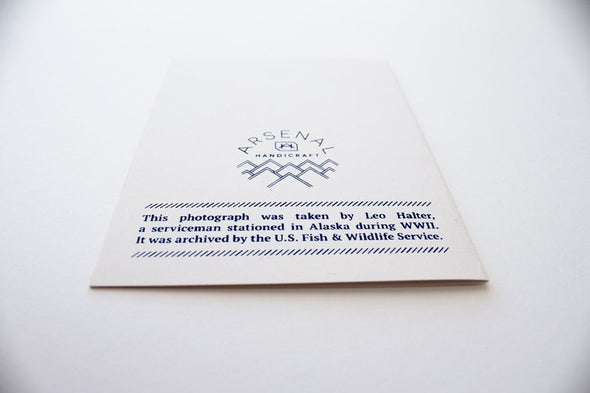 ARSENAL
HANDICRAFT
This photograph was taken by Leo Halter,
a serviceman stationed in Alaska during WWII.
It was archived by the U.S. Fish & Wildlife Service.